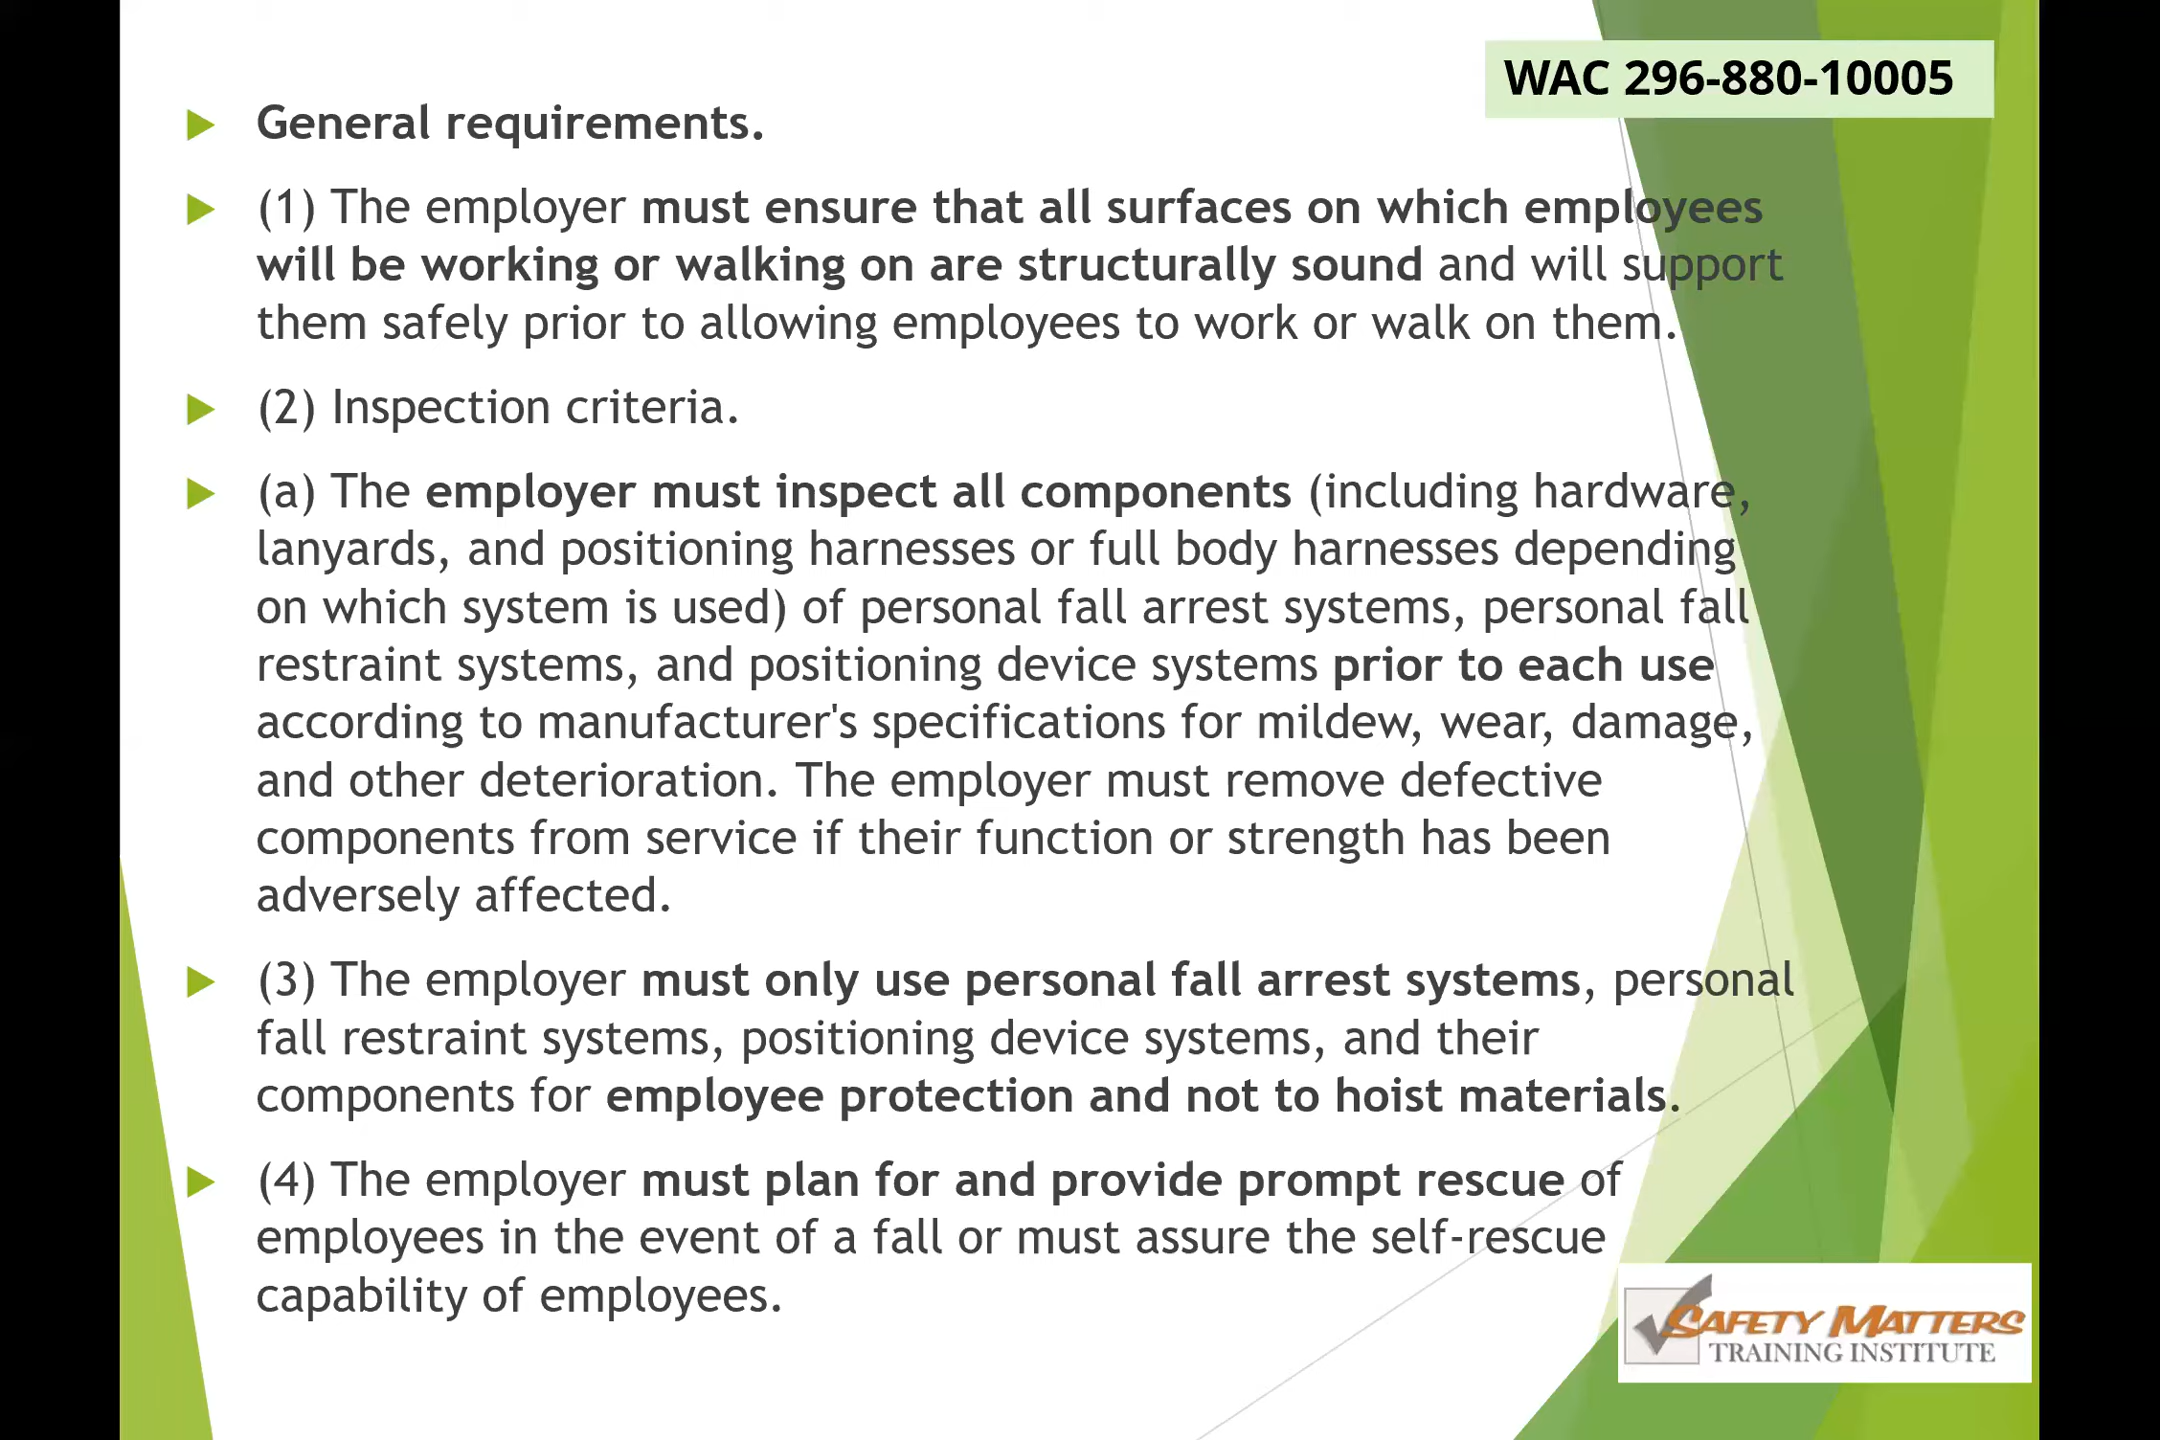 WAC 296-880-10005
General requirements.
(1) The employer must ensure that all surfaces on which employees
will be working or walking on are structurally sound and will support
them safely prior to allowing employees to work or walk on them.
(2) Inspection criteria.
(a) The employer must inspect all components (including hardware,
lanyards, and positioning harnesses or full body harnesses depending
on which system is used) of personal fall arrest systems, personal fall
restraint systems, and positioning device systems prior to each use
according to manufacturer's specifications for mildew, wear, damage,
and other deterioration. The employer must remove defective
components from service if their function or strength has been
adversely affected.
(3) The employer must only use personal fall arrest systems, personal
fall restraint systems, positioning device systems, and their
components for employee protection and not to hoist materials.
(4) The employer must plan for and provide prompt rescue of
employees in the event of a fall or must assure the self-rescue
capability of employees.
SAFETY MATTERS
TRAINING INSTITUTE